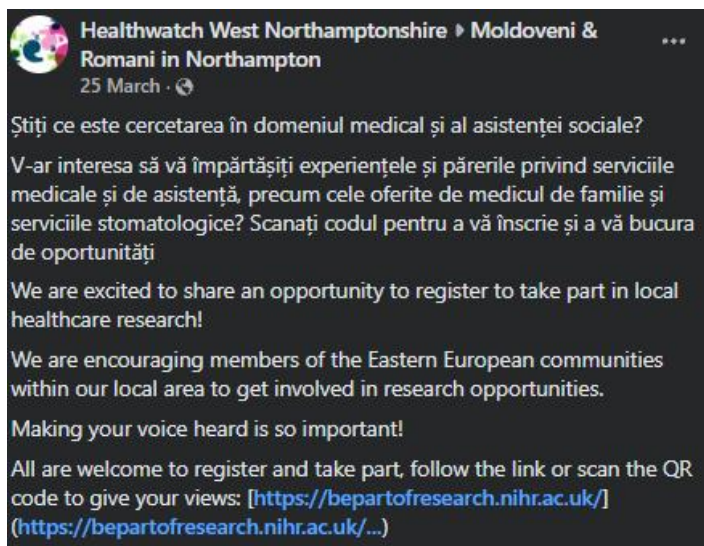 Healthwatch West Northamptonshire ▸ Moldoveni &
Romani in Northampton
25 March ·
Știți ce este cercetarea în domeniul medical și al asistenței sociale?
V-ar interesa să vă împărtășiți experiențele și părerile privind serviciile
medicale și de asistență, precum cele oferite de medicul de familie și
serviciile stomatologice? Scanați codul pentru a vă înscrie și a vă bucura
de oportunități
We are excited to share an opportunity to register to take part in local
healthcare research!
We are encouraging members of the Eastern European communities
within our local area to get involved in research opportunities.
Making your voice heard is so important!
All are welcome to register and take part, follow the link or scan the QR
code to give your views: [https://bepartofresearch.nihr.ac.uk/]
(https://bepartofresearch.nihr.ac.uk/...)